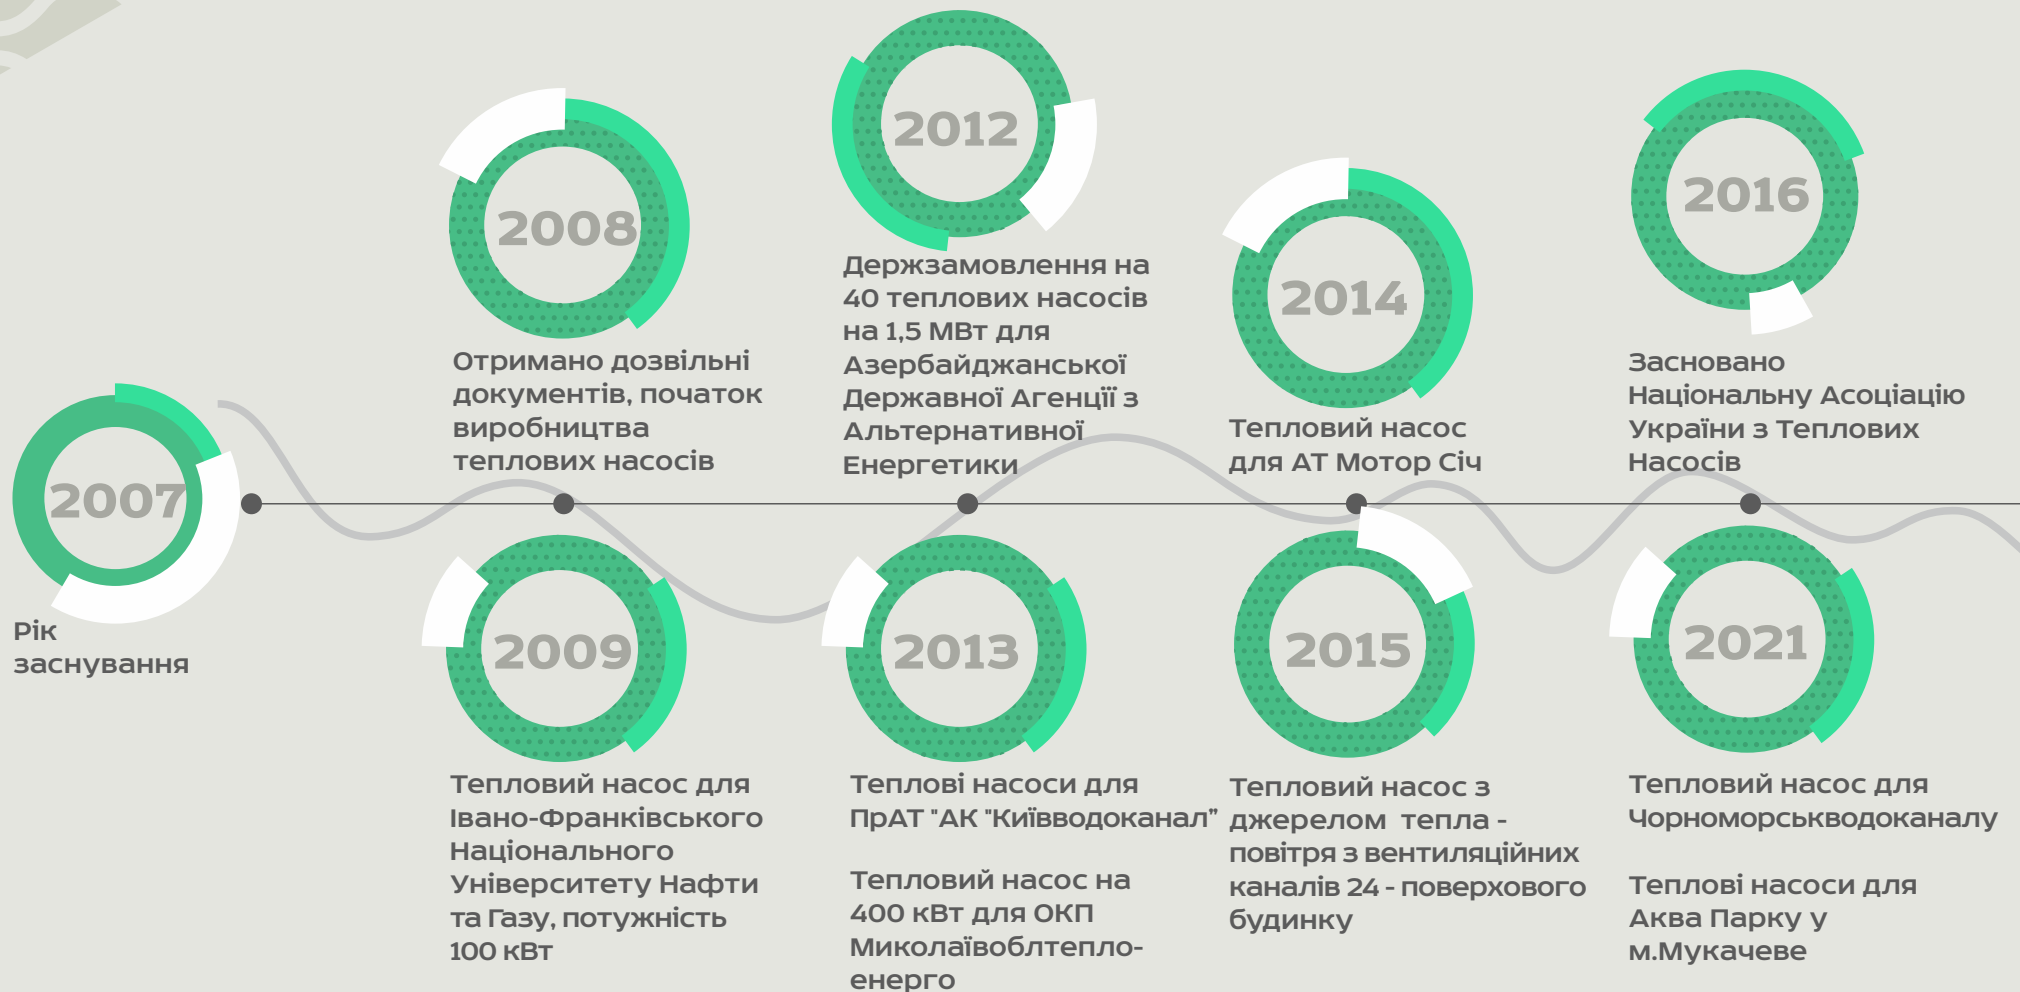 2007
Рік
заснування
2008
Отримано дозвільні
документів, початок
виробництва
теплових насосів
2009
Тепловий насос для
Івано-Франківського
Національного
Університету Нафти
та Газу, потужність
100 кВт
2012
Держзамовлення на
40 теплових насосів
на 1,5 МВт для
Азербайджанської
Державної Агенції з
Альтернативної
Енергетики
2013
Теплові насоси для
ПрАТ "АК "Київводоканал"
Тепловий насос на
400 кВт для ОКП
Миколаївоблтепло-
енерго
2014
Тепловий насос
для АТ Мотор Січ
2015
Тепловий насос з
джерелом тепла -
повітря з вентиляційних
каналів 24 - поверхового
будинку
2016
Засновано
Національну Асоціацію
України з Теплових
Насосів
2021
Тепловий насос для
Чорноморськводоканалу
Теплові насоси для
Аква Парку у
м.Мукачеве